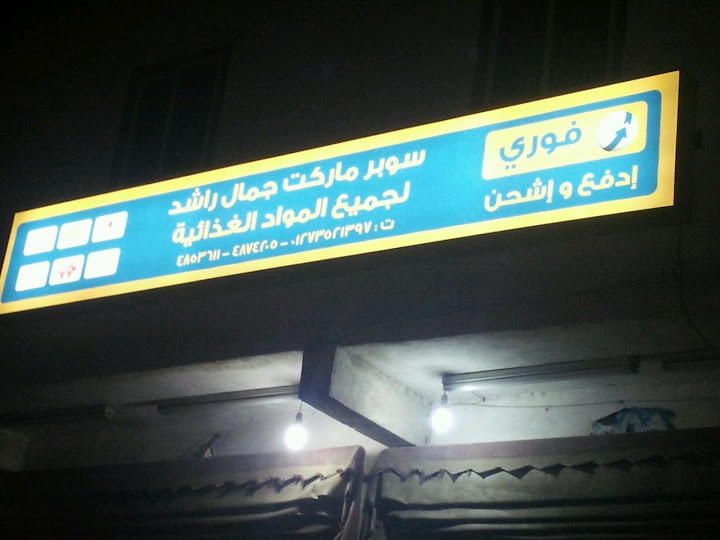 فوري
إدفع و إشحن
سوبر ماركت جمال راشد
لجميع المواد الغذائية
ت : ٠١٢٧٣٥٢١٣٩٧ - ٤٨٧٤٢٠٥ - ٤٨٥٣٦١١